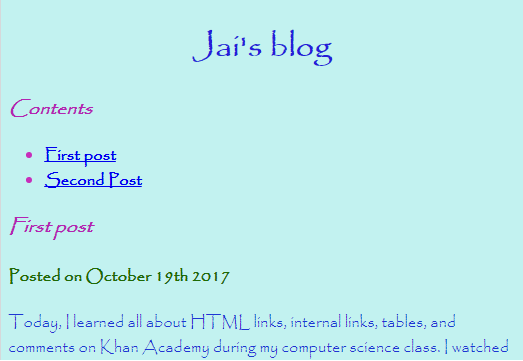 Jai's blog
Contents
First post
Second Post
First post
Posted on October 19th 2017
Today, I learned all about HTML links, internal links, tables, and
comments on Khan Academy during my computer science class. I watched